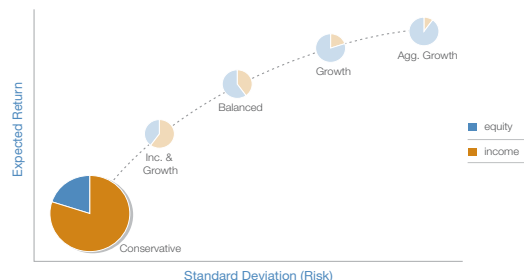 Expected Return
Agg. Growth
Growth
Balanced
Inc. &
Growth
Conservative
equity
income
Standard Deviation (Risk)